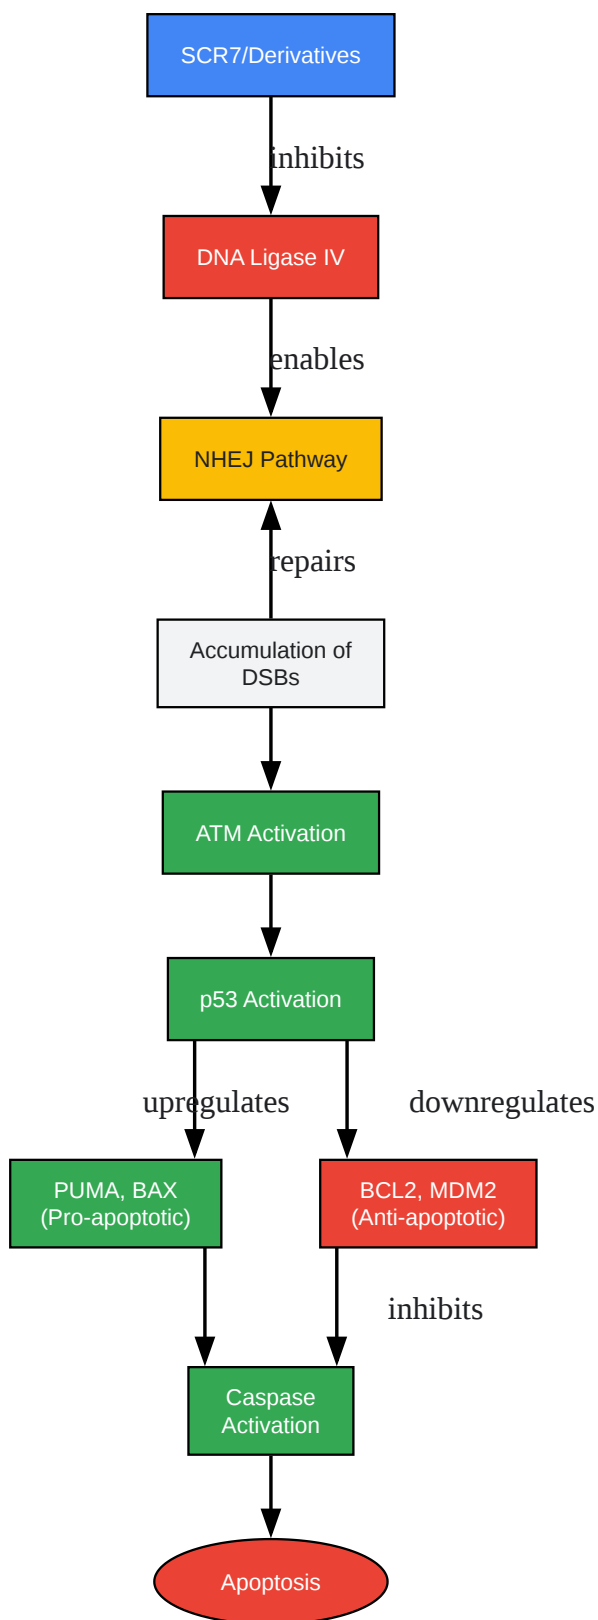 SCR7/Derivatives
inhibits
DNA Ligase IV
enables
NHEJ Pathway
repairs
Accumulation of
DSBs
ATM Activation
p53 Activation
upregulates
downregulates
PUMA, BAX
(Pro-apoptotic)
BCL2, MDM2
(Anti-apoptotic)
inhibits
Caspase
Activation
Apoptosis